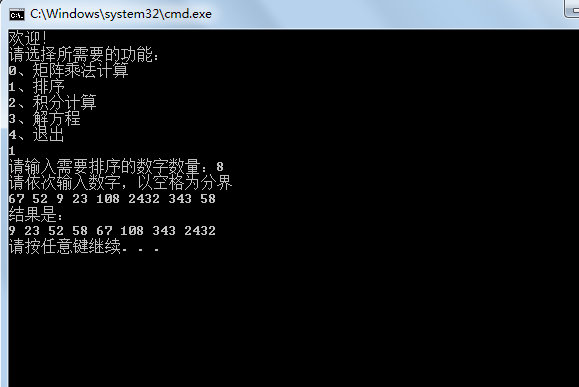 C:\Windows\system32\cmd.exe
欢迎!
请选择所需要的功能:
0、矩阵乘法计算
1、排序
2、积分计算
3、解方程
4、退出
1
请输入需要排序的数字数量: 8
请依次输入数字，以空格为分界
67 52 9 23 108 2432 343 58
结果是:
9 23 52 58 67 108 343 2432
请按任意键继续. . .